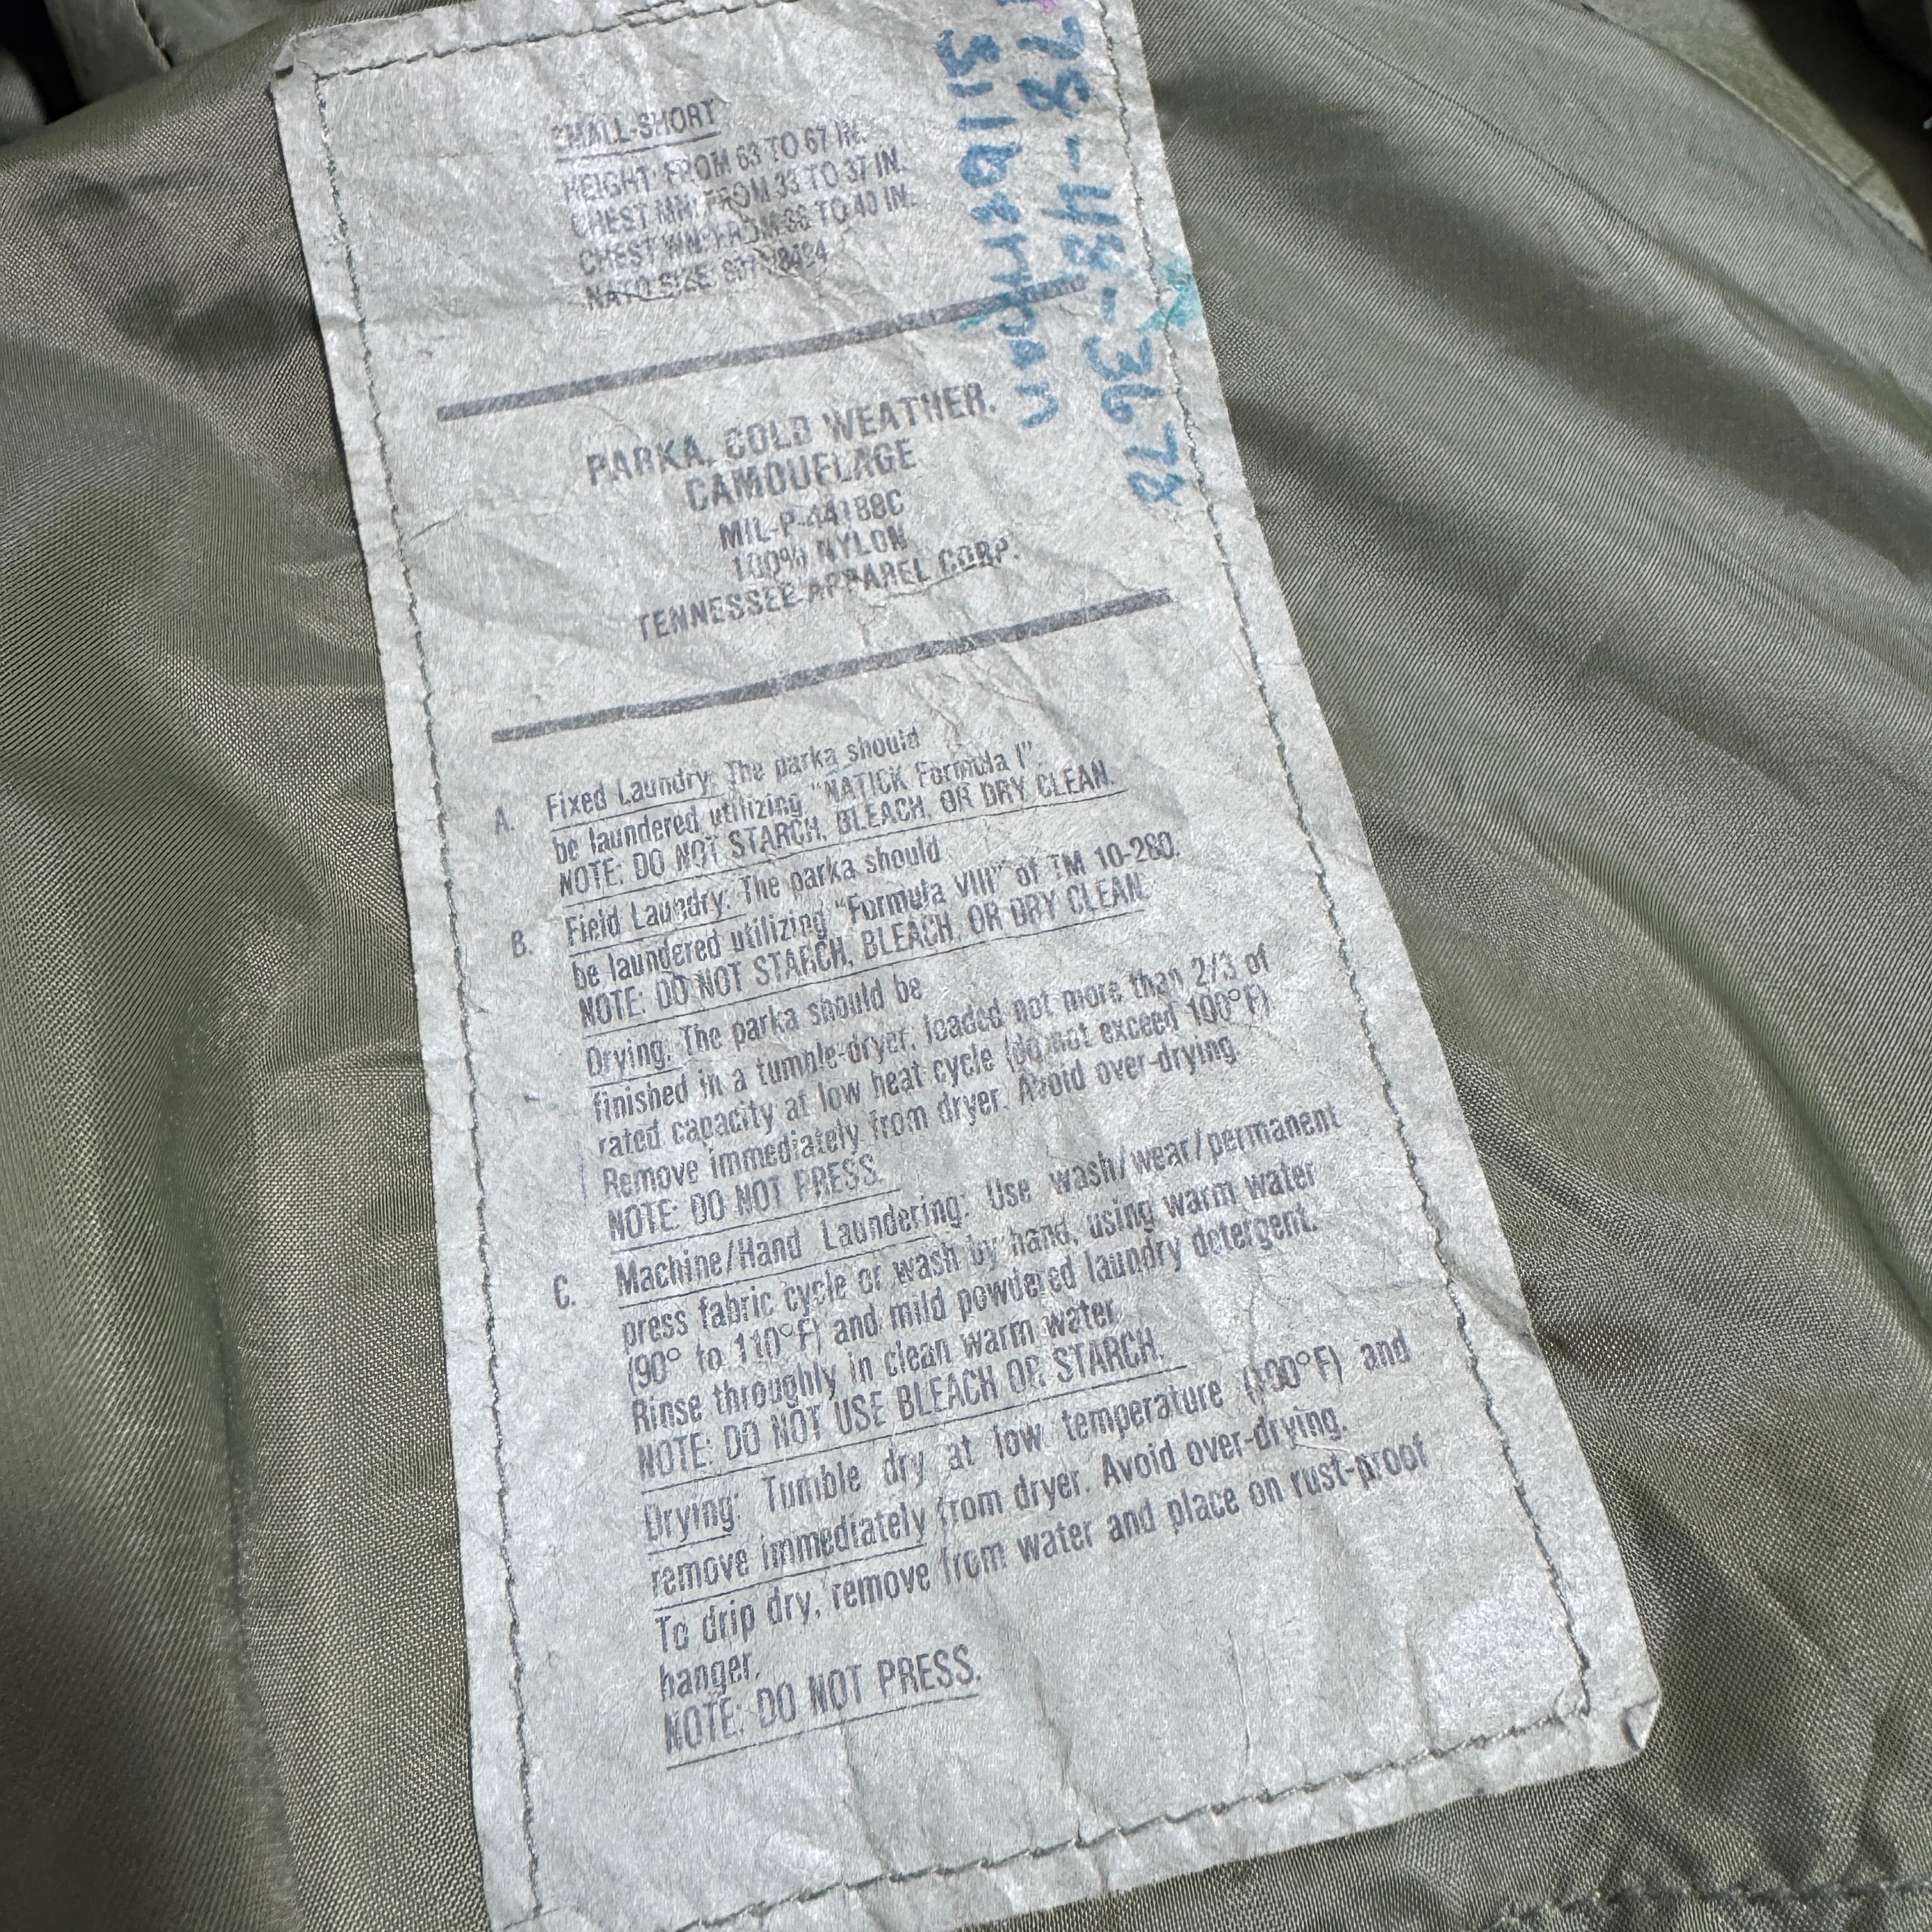 SMALL-SHORT
HEIGHT: FROM 63 TO 67 IN.
CHEST MN: FROM 33 TO 37 IN.
CHEST WN: FROM 36 TO 40 IN.
NATO SIZE:
78-48-3678
PARKA, COLD WEATHER,
CAMOUFLAGE
MIL-P-44188C
100% NYLON
TENNESSEE APPAREL CORP.
A. Fixed Laundry: The parka should
be laundered utilizing "NATICK Formula I".
NOTE: DO NOT STARCH, BLEACH, OR DRY CLEAN.
B. Field Laundry: The parka should
be laundered utilizing "Formula VIII" of TM 10-280.
NOTE: DO NOT STARCH, BLEACH, OR DRY CLEAN.
Drying: The parka should be
finished in a tumble-dryer, loaded not more than 2/3 of
rated capacity at low heat cycle (do not exceed 100°F)
Remove immediately from dryer. Avoid over-drying.
NOTE: DO NOT PRESS.
C. Machine/Hand Laundering: Use wash/wear/permanent
press fabric cycle or wash by hand, using warm water
(90° to 110°F) and mild powdered laundry detergent.
Rinse throughly in clean warm water.
NOTE: DO NOT USE BLEACH OR STARCH.
Drying: Tumble dry at low temperature (100°F) and
remove immediately from dryer. Avoid over-drying.
To drip dry, remove from water and place on rust-proof
hanger.
NOTE: DO NOT PRESS.